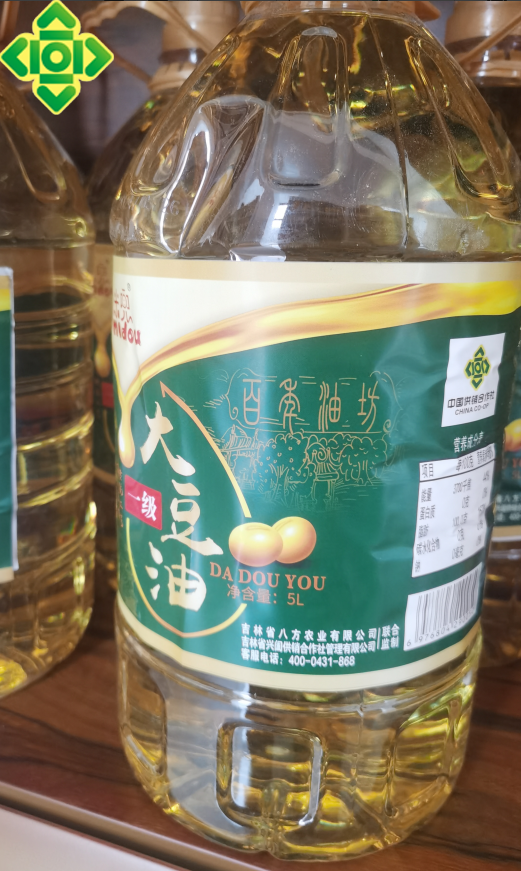 百年油坊
中国供销合作社
CHINA CO-OP
大豆油
一级
DA DOU YOU
净含量：5L
营养成分表
项目
能量
蛋白质
脂肪
碳水化合物
钠
吉林省八方农业有限公司 联合
吉林省兴阁供销合作社管理有限公司 监制
客服电话：400-0431-868